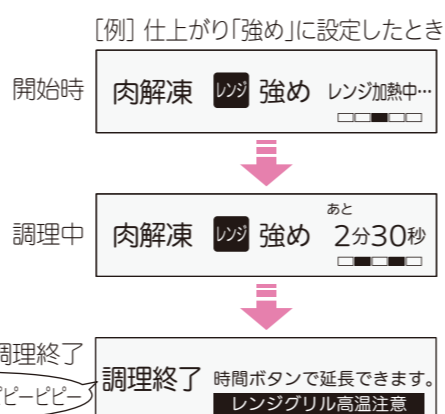 ［例］ 仕上がり「強め」に設定したとき
開始時
肉解凍 レンジ 強め レンジ加熱中…
調理中
あと
肉解凍 レンジ 強め 2分30秒
調理終了
ピーピー
調理終了 時間ボタンで延長できます。
レンジグリル高温注意